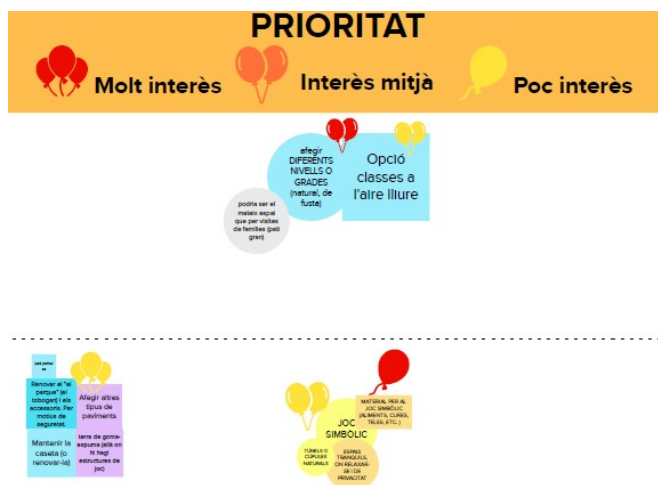 PRIORITAT
Molt interès
Interès mitjà
Poc interès
afegir
DIFERENTS
NIVELLS O
GRADES
(natural, de
fusta)
Opció
classes a
l'aire lliure
podria ser el
mateix espai
que per visites
de famílies (pati
gran)
Renovar el "el
parque" (el
tobogan) i els
accessoris. Per
motius de
seguretat.
Afegir altres
tipus de
paviments
Mantenir la
caseta (o
renovar-la)
terra de goma-
espuma (allà on
hi hagi
estructures de
joc)
MATERIAL PER AL
JOC SIMBÒLIC
(ALIMENTS, CURES,
TELES, ETC.)
JOC
SIMBÒLIC
TÚNELS O
CÚPULES
NATURALS
ESPAIS
TRANQUILS,
ON RELAXAR-
SE I DE
PRIVACITAT